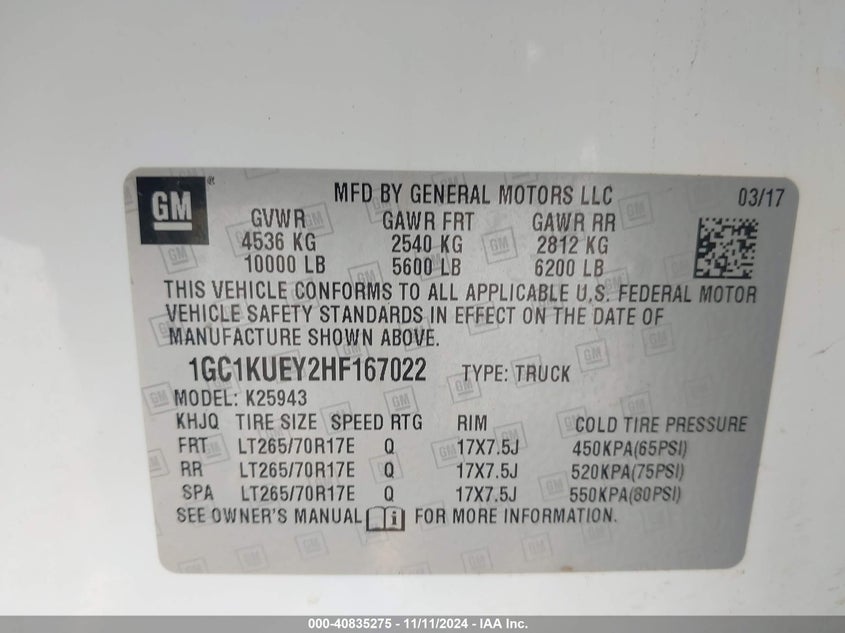 GM ®
MFD BY GENERAL MOTORS LLC 03/17
GVWR GAWR FRT GAWR RR
4536 KG 2540 KG 2812 KG
10000 LB 5600 LB 6200 LB
THIS VEHICLE CONFORMS TO ALL APPLICABLE U.S. FEDERAL MOTOR
VEHICLE SAFETY STANDARDS IN EFFECT ON THE DATE OF
MANUFACTURE SHOWN ABOVE.
1GC1KUEY2HF167022 TYPE: TRUCK
MODEL: K25943
KHJQ TIRE SIZE SPEED RTG RIM COLD TIRE PRESSURE
FRT LT265/70R17E Q 17X7.5J 450KPA(65PSI)
RR LT265/70R17E Q 17X7.5J 520KPA(75PSI)
SPA LT265/70R17E Q 17X7.5J 550KPA(80PSI)
SEE OWNER'S MANUAL FOR MORE INFORMATION.
000-40835275 - 11/11/2024 - IAA Inc.